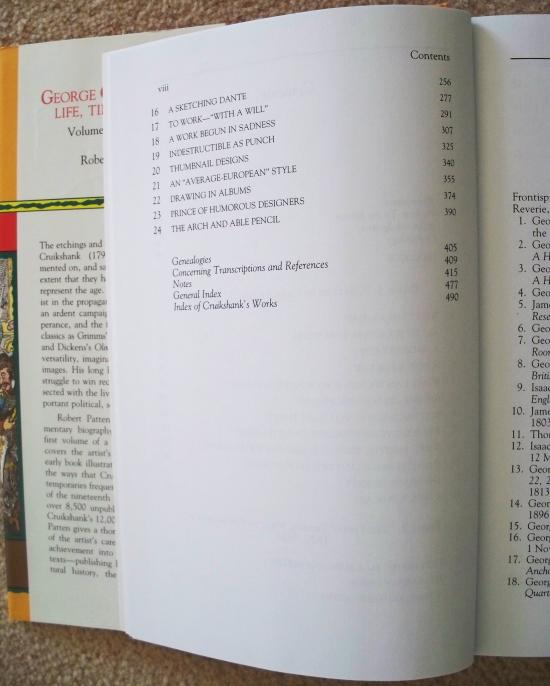 GEORGE C
LIFE, TI
Volume
Robe
The etchings and
Cruikshank (179
mented on, and sa
extent that they h
represent the age.
ist in the propaga
an ardent campai
perance, and the
classics as Grimms'
and Dickens's Oli
versatility, imagina
images. His long l
struggle to win rec
sected with the liv
portant political, s
Robert Patten
mentary biograph
first volume of a
covers the artist's
early book illustrat
the ways that Cru
temporaries freque
of the nineteenth
over 8,500 unpubl
Cruikshank's 12,00
Patten gives a thor
of the artist's care
achievement into
texts—publishing h
tural history, the
viii Contents
16 A SKETCHING DANTE 256
17 TO WORK—"WITH A WILL" 277
18 A WORK BEGUN IN SADNESS 291
19 INDESTRUCTIBLE AS PUNCH 307
20 THUMBNAIL DESIGNS 325
21 AN "AVERAGE-EUROPEAN" STYLE 340
22 DRAWING IN ALBUMS 355
23 PRINCE OF HUMOROUS DESIGNERS 374
24 THE ARCH AND ABLE PENCIL 390
Genealogies 405
Concerning Transcriptions and References 409
Notes 415
General Index 477
Index of Cruikshank's Works 490
Frontisp
Reverie,
1. Geo
the
2. Geo
A H
3. Geo
A H
4. Geo
5. Jame
Rese
6. Geo
7. Geo
Room
8. Geo
Briti
9. Isaac
Engl
10. Jame
1803
11. Thor
12. Isaac
12 M
13. Geor
22, 2
1813
14. Geor
1896
15. Geor
16. Georg
1 Nov
17. Georg
Ancho
18. Georg
Quart